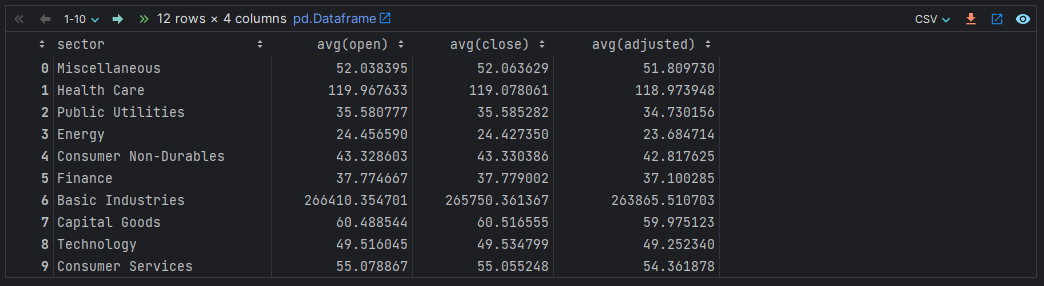 1-10 12 rows × 4 columns pd.Dataframe CSV
sector avg(open) avg(close) avg(adjusted)
0 Miscellaneous 52.038395 52.063629 51.809730
1 Health Care 119.967633 119.078061 118.973948
2 Public Utilities 35.580777 35.585282 34.730156
3 Energy 24.456590 24.427350 23.684714
4 Consumer Non-Durables 43.328603 43.330386 42.817625
5 Finance 37.774667 37.779002 37.100285
6 Basic Industries 266410.354701 265750.361367 263865.510703
7 Capital Goods 60.488544 60.516555 59.975123
8 Technology 49.516045 49.534799 49.252340
9 Consumer Services 55.078867 55.055248 54.361878